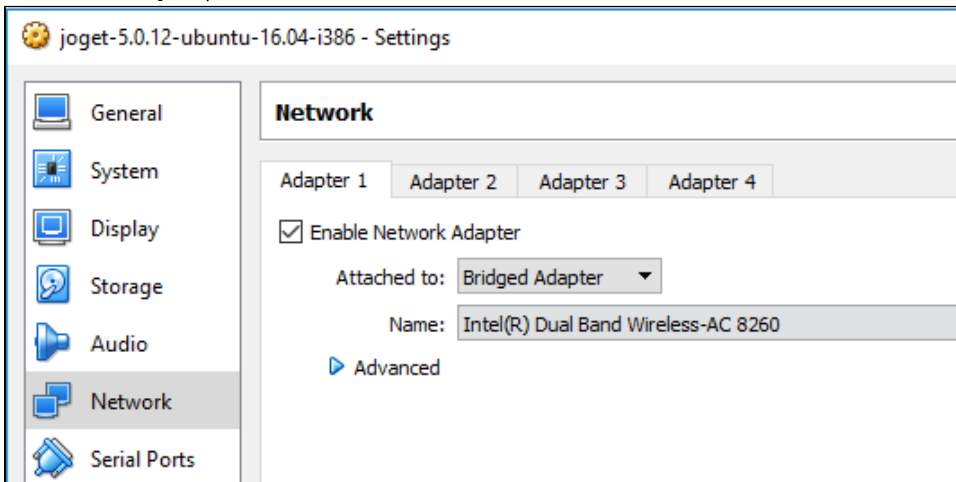 joget-5.0.12-ubuntu-16.04-i386 - Settings
General
System
Display
Storage
Audio
Network
Serial Ports
Network
Adapter 1 Adapter 2 Adapter 3 Adapter 4
Enable Network Adapter
Attached to: Bridged Adapter
Name: Intel(R) Dual Band Wireless-AC 8260
Advanced